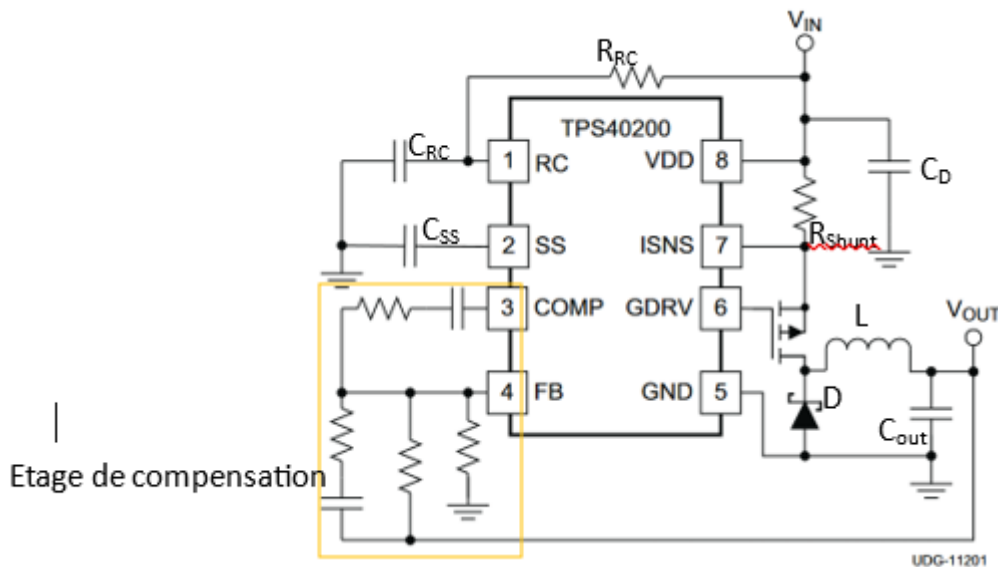 VIN
RRC
TPS40200
CRC
1 RC
VDD 8
CD
CSS
2 SS
ISNS 7
RShunt
3 COMP
GDRV 6
VOUT
L
4 FB
GND 5
D
Cout
Etage de compensation
UDG-11201